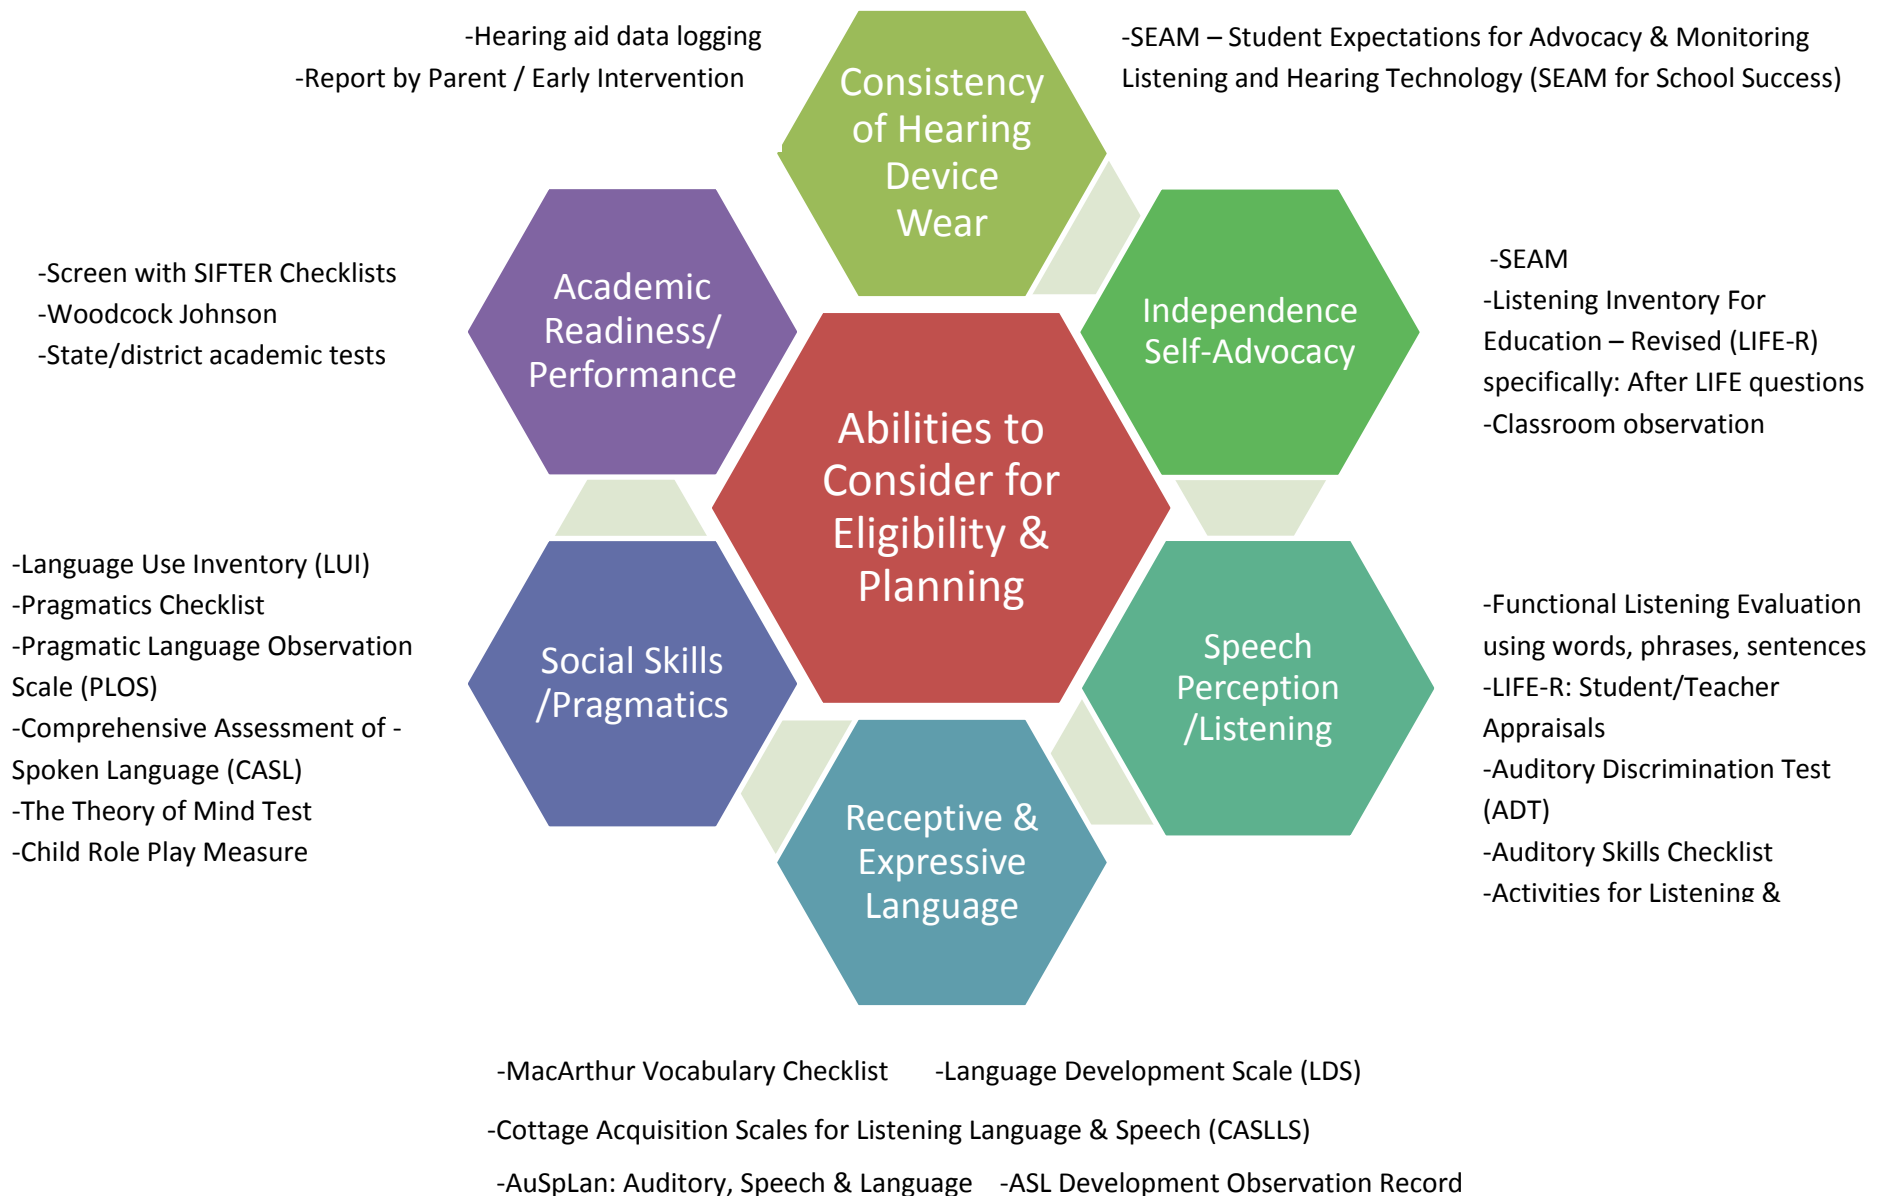 -Hearing aid data logging
-Report by Parent / Early Intervention
Consistency
of Hearing
Device
Wear
-SEAM – Student Expectations for Advocacy & Monitoring
Listening and Hearing Technology (SEAM for School Success)
-Screen with SIFTER Checklists
-Woodcock Johnson
-State/district academic tests
Academic
Readiness/
Performance
Independence
Self-Advocacy
-SEAM
-Listening Inventory For
Education – Revised (LIFE-R)
specifically: After LIFE questions
-Classroom observation
Abilities to
Consider for
Eligibility &
Planning
-Language Use Inventory (LUI)
-Pragmatics Checklist
-Pragmatic Language Observation
Scale (PLOS)
-Comprehensive Assessment of -
Spoken Language (CASL)
-The Theory of Mind Test
-Child Role Play Measure
Social Skills
/Pragmatics
Speech
Perception
/Listening
-Functional Listening Evaluation
using words, phrases, sentences
-LIFE-R: Student/Teacher
Appraisals
-Auditory Discrimination Test
(ADT)
-Auditory Skills Checklist
-Activities for Listening &
Receptive &
Expressive
Language
-MacArthur Vocabulary Checklist -Language Development Scale (LDS)
-Cottage Acquisition Scales for Listening Language & Speech (CASLLS)
-AuSpLan: Auditory, Speech & Language -ASL Development Observation Record